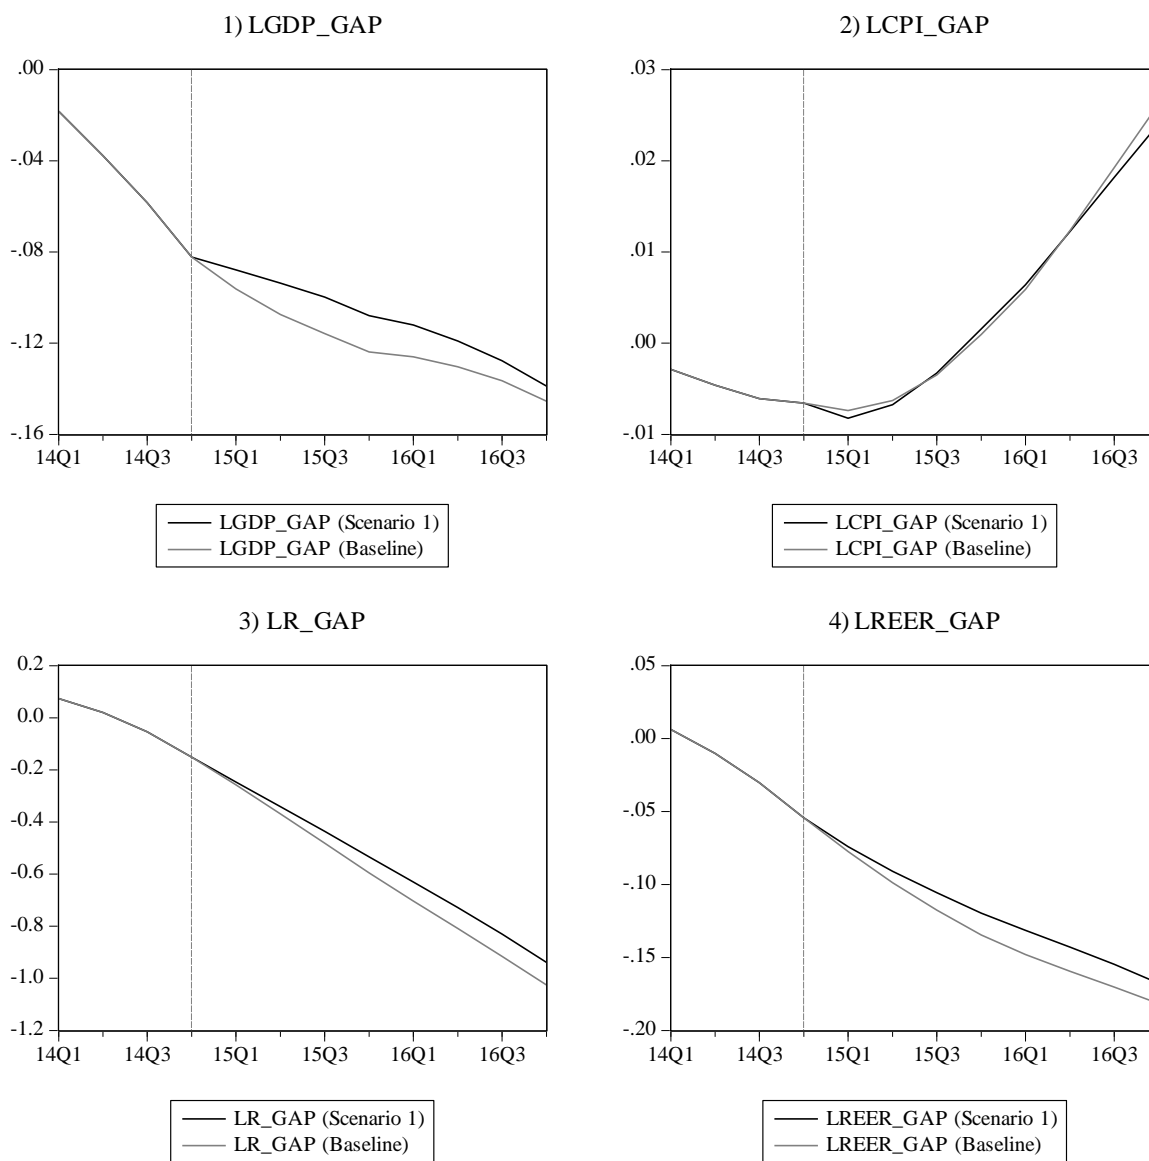 1) LGDP_GAP
.00
-.04
-.08
-.12
-.16
14Q1 14Q3 15Q1 15Q3 16Q1 16Q3
LGDP_GAP (Scenario 1)
LGDP_GAP (Baseline)
2) LCPI_GAP
.03
.02
.01
.00
-.01
14Q1 14Q3 15Q1 15Q3 16Q1 16Q3
LCPI_GAP (Scenario 1)
LCPI_GAP (Baseline)
3) LR_GAP
0.2
0.0
-0.2
-0.4
-0.6
-0.8
-1.0
-1.2
14Q1 14Q3 15Q1 15Q3 16Q1 16Q3
LR_GAP (Scenario 1)
LR_GAP (Baseline)
4) LREER_GAP
.05
.00
-.05
-.10
-.15
-.20
14Q1 14Q3 15Q1 15Q3 16Q1 16Q3
LREER_GAP (Scenario 1)
LREER_GAP (Baseline)